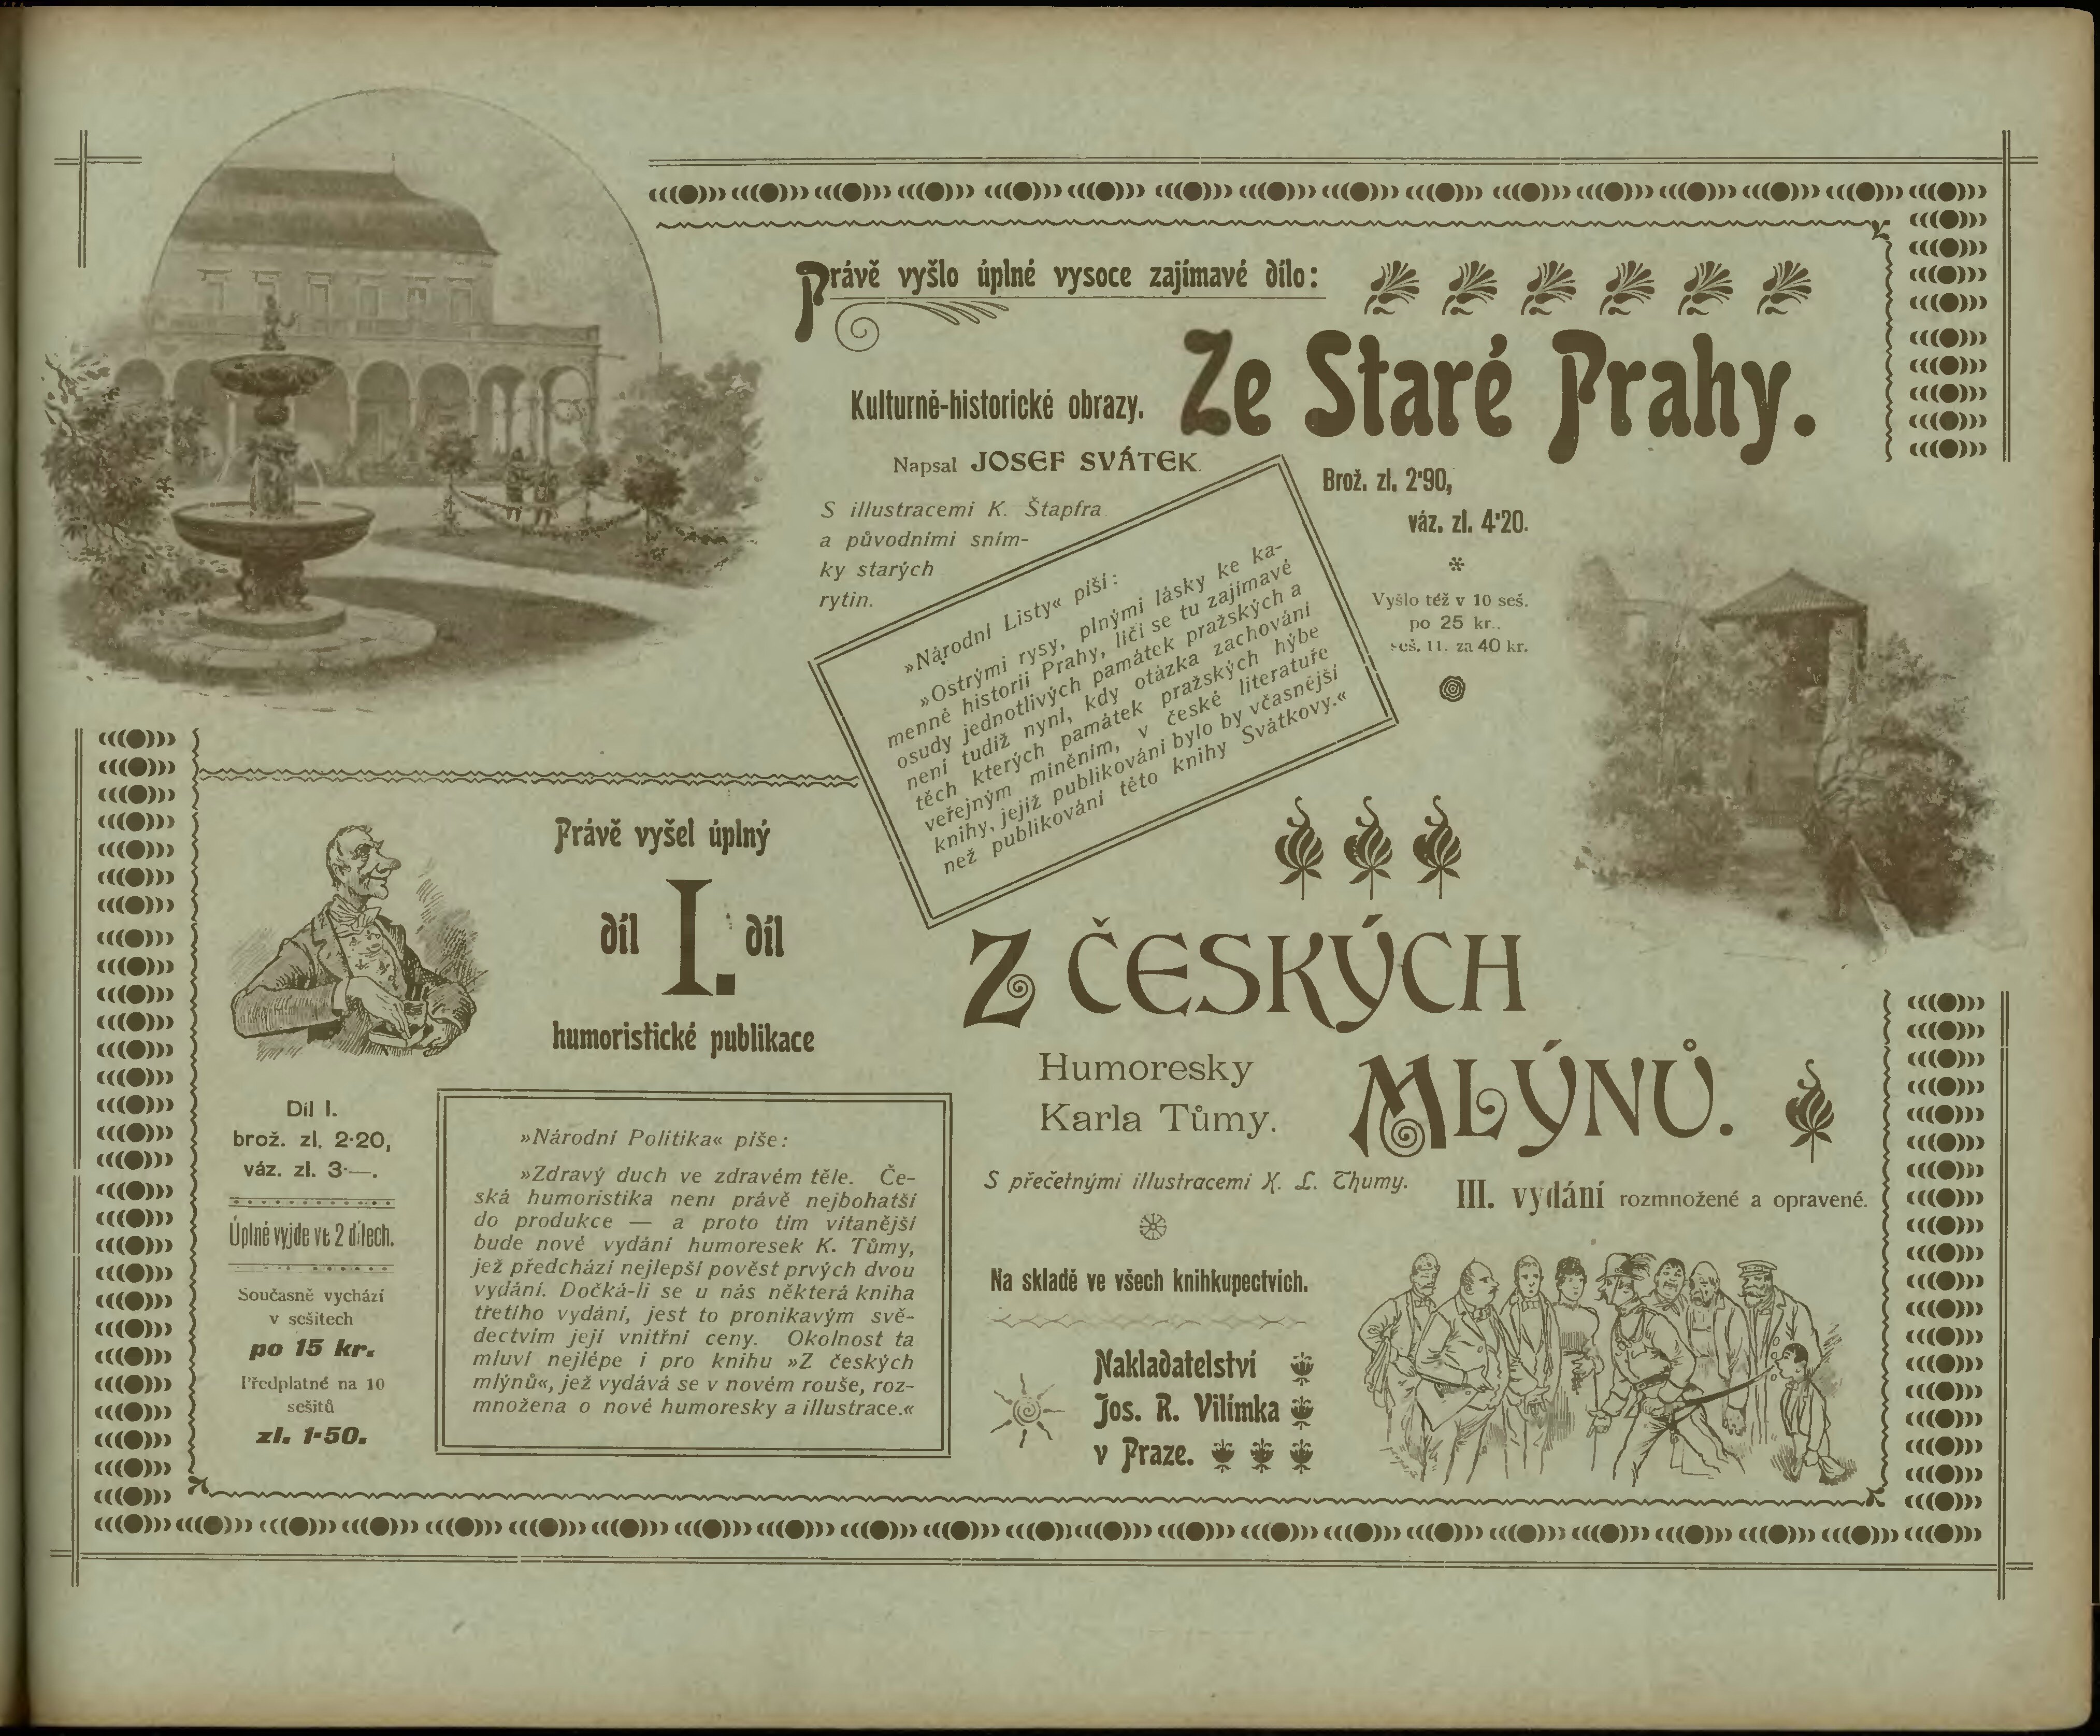 Právě vyšlo úplné vysoce zajímavé dílo:
Ze Staré Prahy.
Kulturně-historické obrazy.
Napsal JOSEF SVÁTEK.
S illustracemi K. Štapfra
a původními sním-
ky starých
rytin.
Brož. zl. 2·90,
váz. zl. 4·20.
Vyšlo též v 10 seš.
po 25 kr..
seš. 11. za 40 kr.
»Národní Listy« píší:
»Ostrými rysy, plnými lásky ke ka-
menné historii Prahy, líčí se tu zajímavé
osudy jednotlivých památek pražských a
není tudíž nyní, kdy otázka zachování
těch kterých památek pražských hýbe
veřejným míněním, v české literatuře
knihy, jejíž publikování bylo by včasnější
než publikování této knihy Svátkovy.«
Právě vyšel úplný
díl I. díl
humoristické publikace
Z ČESKÝCH
MLÝNŮ.
Humoresky
Karla Tůmy.
S přečetnými illustracemi K. L. Thumy.
III. vydání rozmnožené a opravené.
Díl I.
brož. zl. 2·20,
váz. zl. 3·—.
Úplné vyjde ve 2 dílech.
Současně vychází
v sešitech
po 15 kr.
Předplatné na 10
sešitů
zl. 1·50.
»Národní Politika« píše:
»Zdravý duch ve zdravém těle. Če-
ská humoristika není právě nejbohatší
do produkce — a proto tím vítanější
bude nové vydání humoresek K. Tůmy,
jež předchází nejlepší pověst prvých dvou
vydání. Dočká-li se u nás některá kniha
třetího vydání, jest to pronikavým svě-
dectvím její vnitřní ceny. Okolnost ta
mluví nejlépe i pro knihu »Z českých
mlýnů«, jež vydává se v novém rouše, roz-
množena o nové humoresky a illustrace.«
Na skladě ve všech knihkupectvích.
Nakladatelství
Jos. R. Vilímka
v Praze.